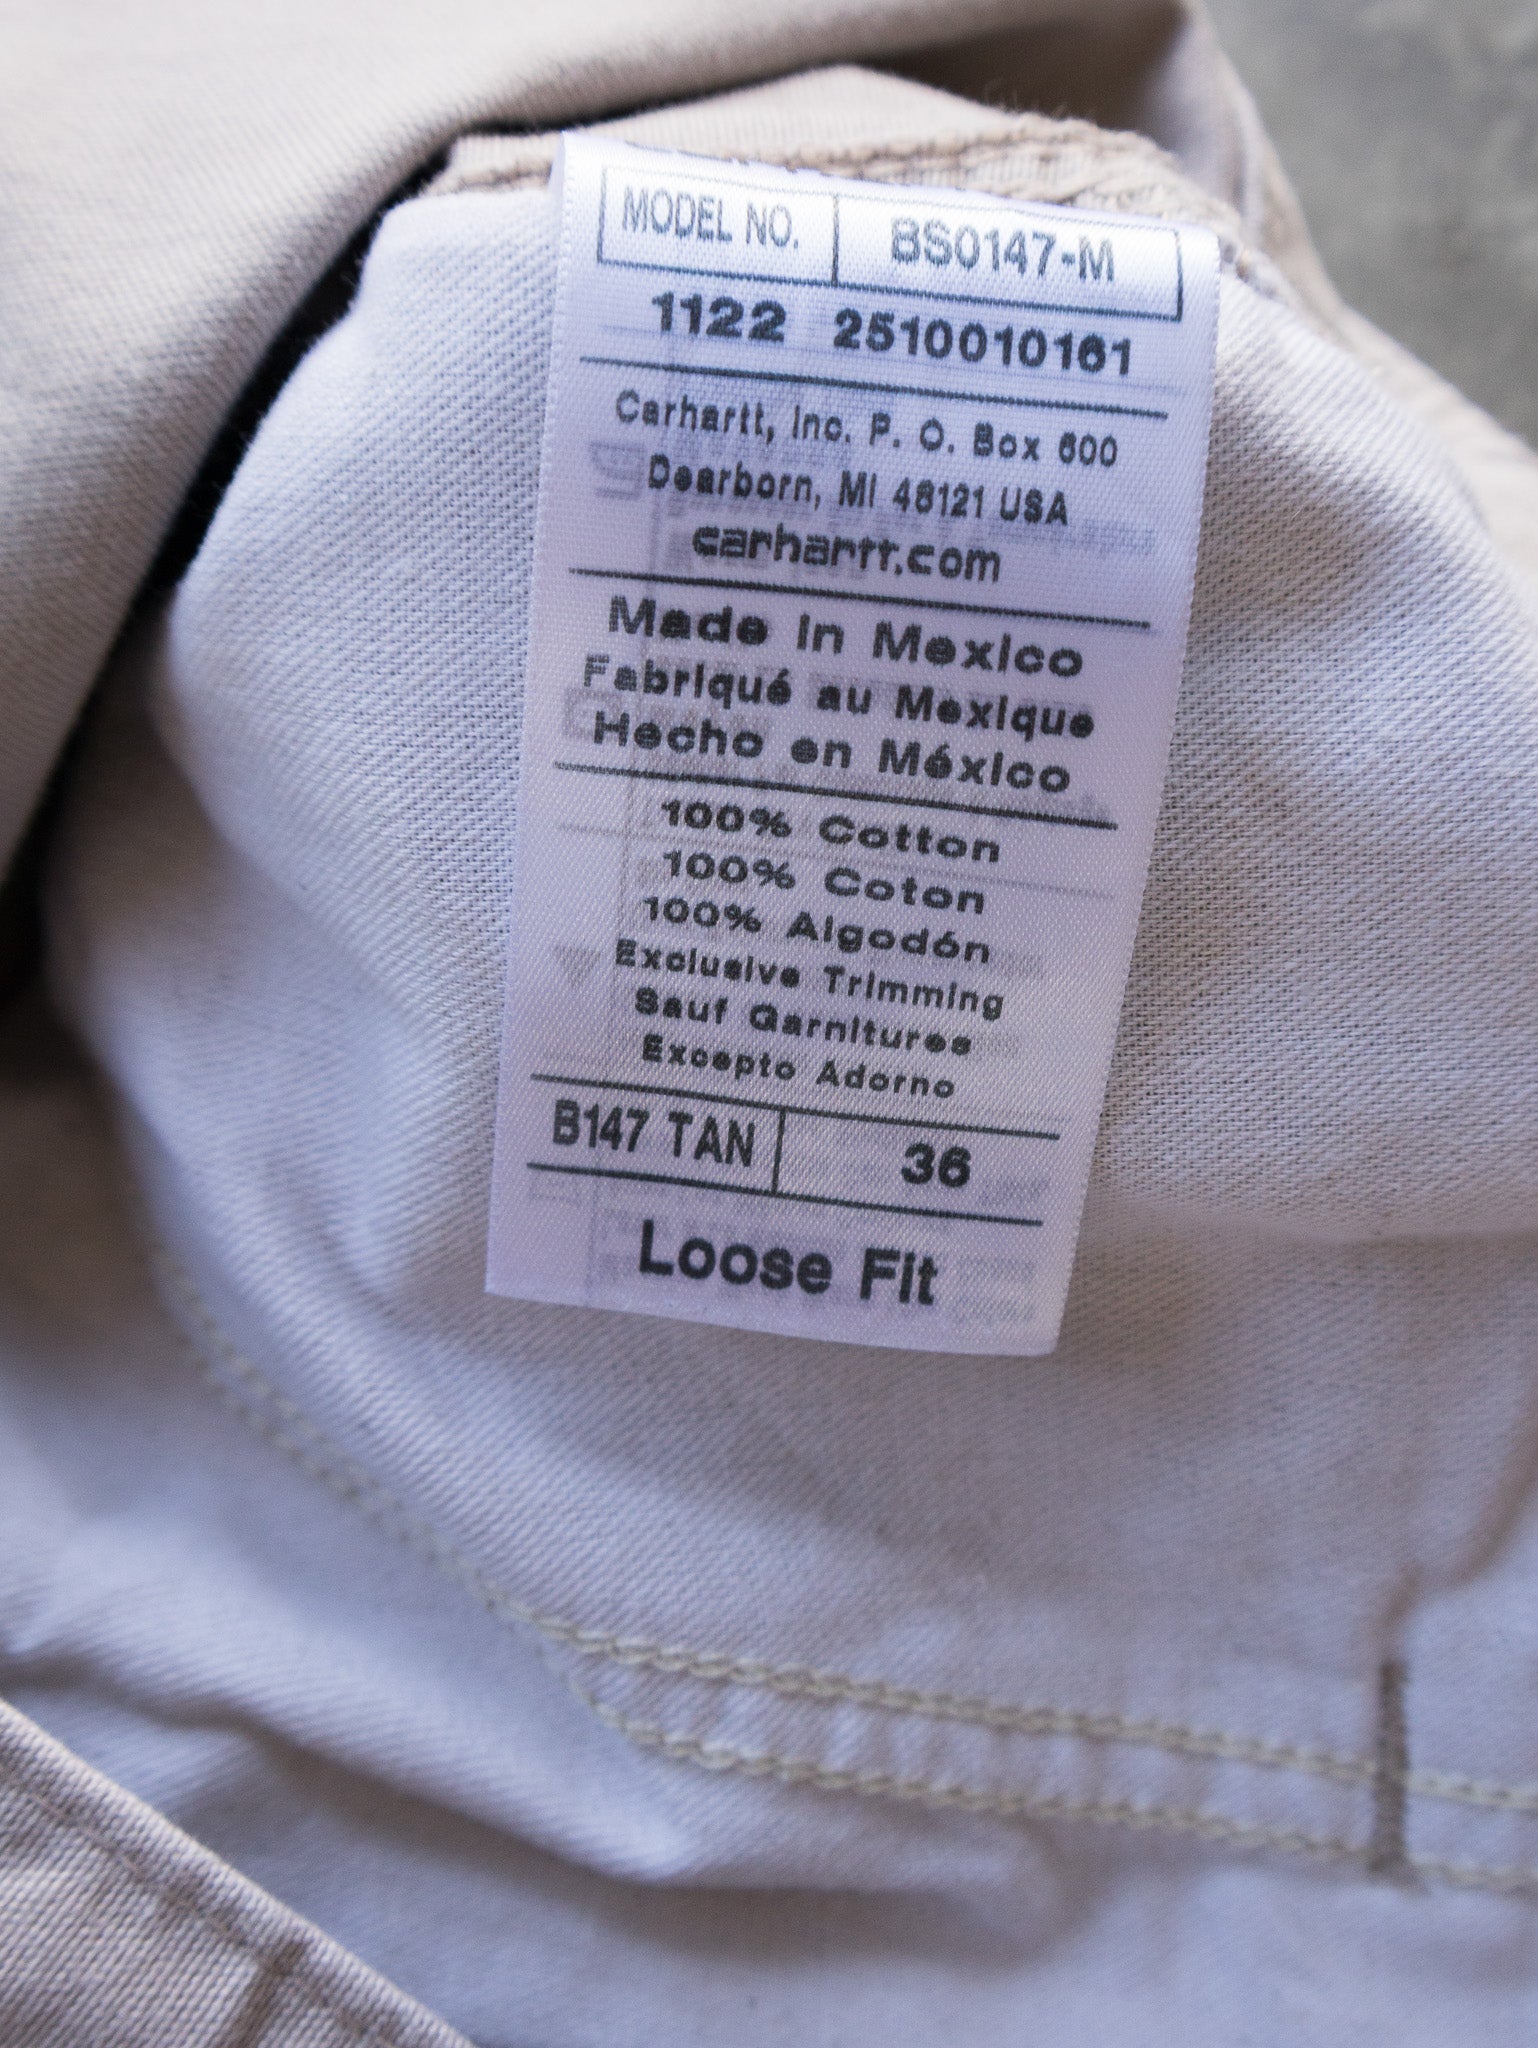 MODEL NO. BS0147-M
1122 2510010161
Carhartt, Inc. P. O. Box 600
Dearborn, MI 48121 USA
carhartt.com
Made in Mexico
Fabriqué au Mexique
Hecho en México
100% Cotton
100% Coton
100% Algodón
Exclusive Trimming
Sauf Garnitures
Excepto Adorno
B147 TAN 36
Loose Fit